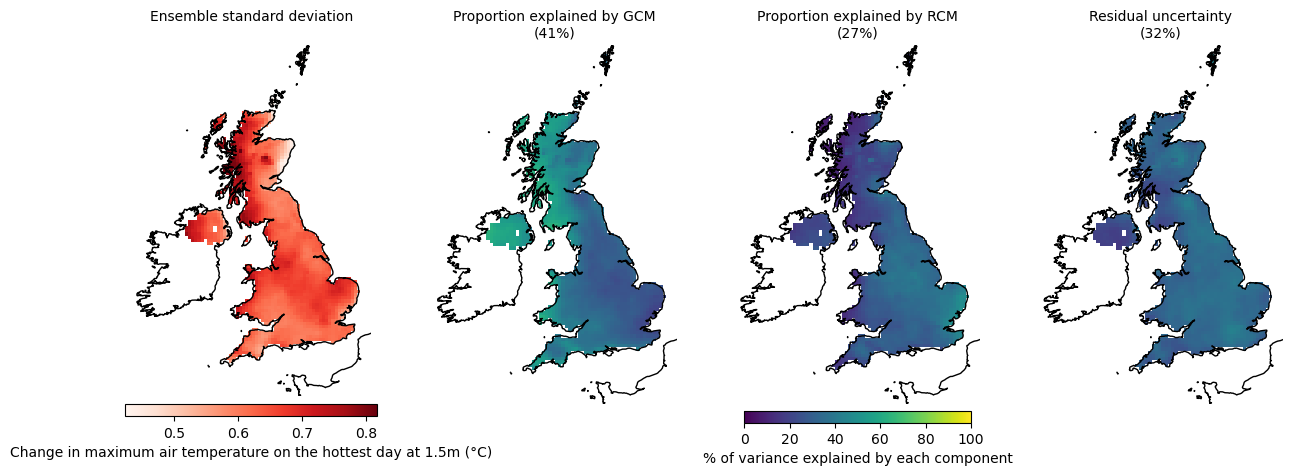 Ensemble standard deviation
Proportion explained by GCM
(41%)
Proportion explained by RCM
(27%)
Residual uncertainty
(32%)
0.5 0.6 0.7 0.8
Change in maximum air temperature on the hottest day at 1.5m (°C)
0 20 40 60 80 100
% of variance explained by each component